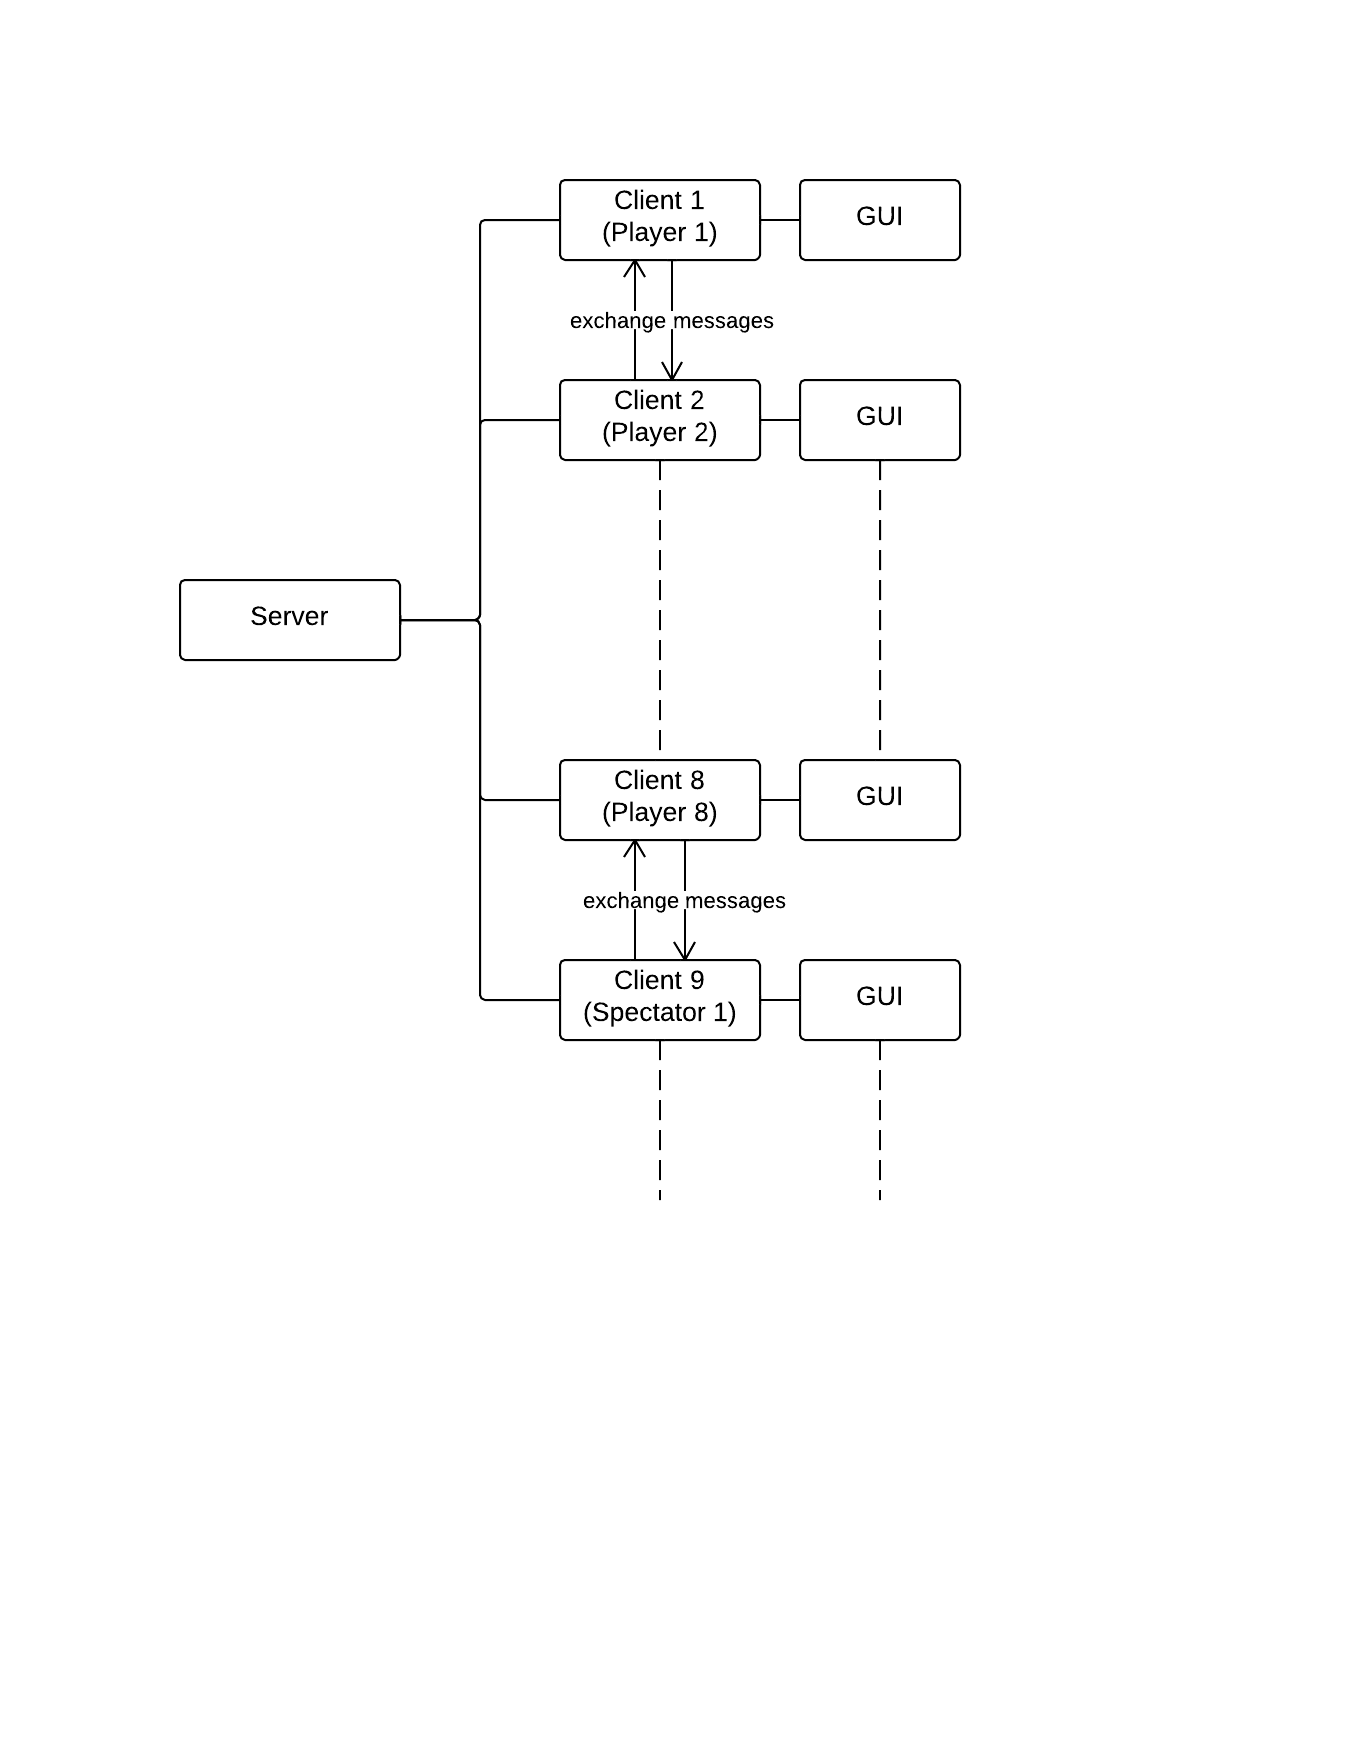 Client 1
(Player 1)
GUI
exchange messages
Client 2
(Player 2)
GUI
Server
Client 8
(Player 8)
GUI
exchange messages
Client 9
(Spectator 1)
GUI